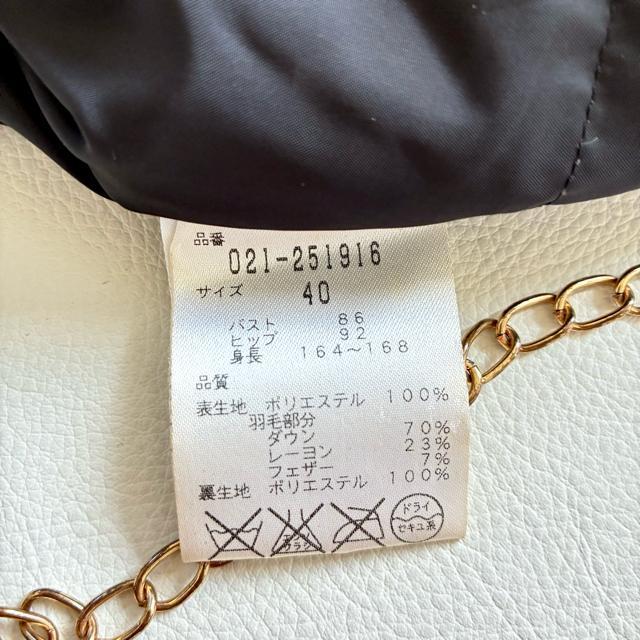 品番
021-251916
サイズ 40
バスト 86
ヒップ 92
身長 164～168
品質
表生地 ポリエステル 100%
羽毛部分
ダウン 70%
レーヨン 23%
フェザー 7%
裏生地 ポリエステル 100%
ドライ
セキユ系